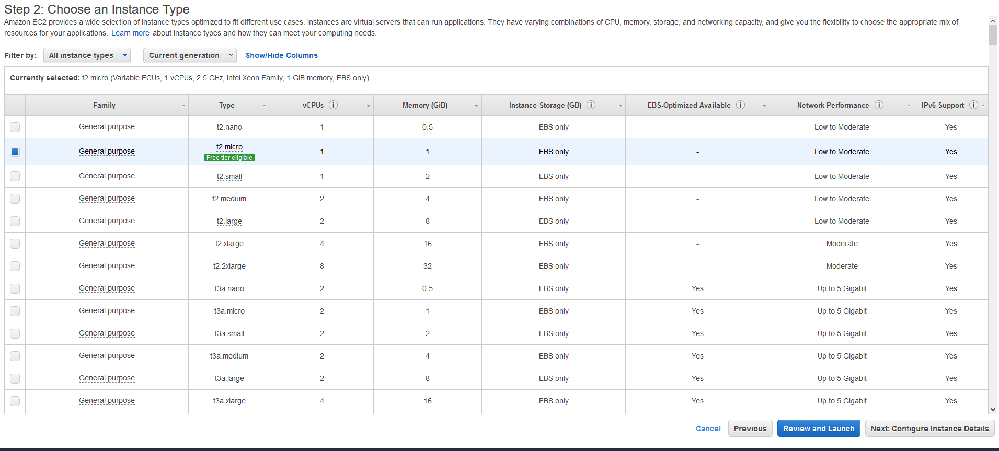 Step 2: Choose an Instance Type
Amazon EC2 provides a wide selection of instance types optimized to fit different use cases. Instances are virtual servers that can run applications. They have varying combinations of CPU, memory, storage, and networking capacity, and give you the flexibility to choose the appropriate mix of
resources for your applications. Learn more about instance types and how they can meet your computing needs.
Filter by: All instance types Current generation Show/Hide Columns
Currently selected: t2.micro (Variable ECUs, 1 vCPUs, 2.5 GHz, Intel Xeon Family, 1 GiB memory, EBS only)
Family Type vCPUs i Memory (GiB) Instance Storage (GB) i EBS-Optimized Available i Network Performance i IPv6 Support i
General purpose t2.nano 1 0.5 EBS only - Low to Moderate Yes
General purpose t2.micro 1 1 EBS only - Low to Moderate Yes
Free tier eligible
General purpose t2.small 1 2 EBS only - Low to Moderate Yes
General purpose t2.medium 2 4 EBS only - Low to Moderate Yes
General purpose t2.large 2 8 EBS only - Low to Moderate Yes
General purpose t2.xlarge 4 16 EBS only - Moderate Yes
General purpose t2.2xlarge 8 32 EBS only - Moderate Yes
General purpose t3a.nano 2 0.5 EBS only Yes Up to 5 Gigabit Yes
General purpose t3a.micro 2 1 EBS only Yes Up to 5 Gigabit Yes
General purpose t3a.small 2 2 EBS only Yes Up to 5 Gigabit Yes
General purpose t3a.medium 2 4 EBS only Yes Up to 5 Gigabit Yes
General purpose t3a.large 2 8 EBS only Yes Up to 5 Gigabit Yes
General purpose t3a.xlarge 4 16 EBS only Yes Up to 5 Gigabit Yes
Cancel Previous Review and Launch Next: Configure Instance Details